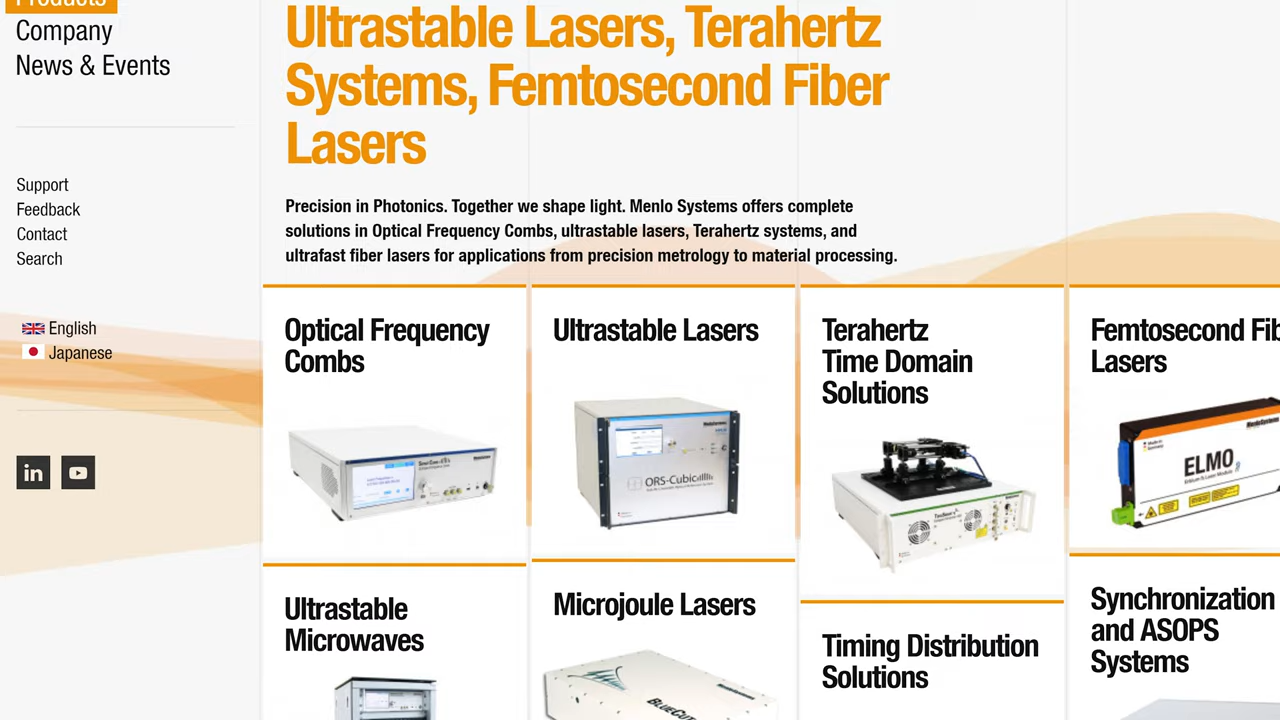 Products
Company
News & Events
Support
Feedback
Contact
Search
English
Japanese
Ultrastable Lasers, Terahertz
Systems, Femtosecond Fiber
Lasers
Precision in Photonics. Together we shape light. Menlo Systems offers complete
solutions in Optical Frequency Combs, ultrastable lasers, Terahertz systems, and
ultrafast fiber lasers for applications from precision metrology to material processing.
Optical Frequency
Combs
Ultrastable Lasers
ORS-Cubic
Terahertz
Time Domain
Solutions
Femtosecond Fib
Lasers
MenloSystems
ELMO
Ultrastable
Microwaves
Microjoule Lasers
BLUECUT
Timing Distribution
Solutions
Synchronization
and ASOPS
Systems